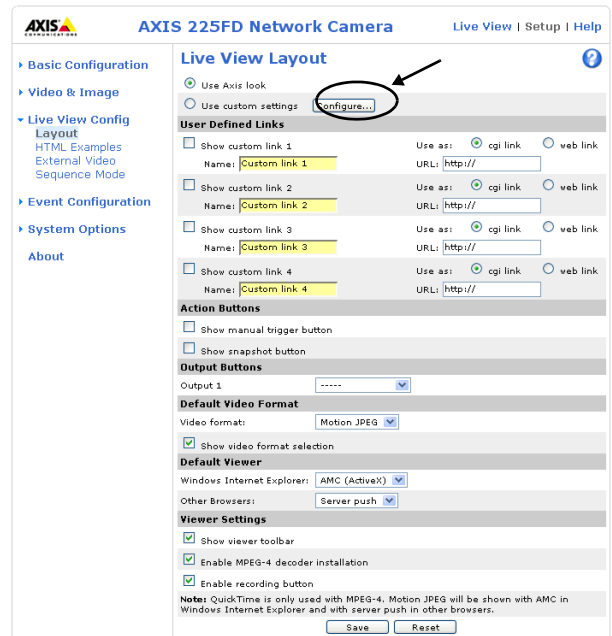 AXIS
COMMUNICATIONS
AXIS 225FD Network Camera
Live View | Setup | Help
Basic Configuration
Video & Image
Live View Config
Layout
HTML Examples
External Video
Sequence Mode
Event Configuration
System Options
About
Live View Layout
?
Use Axis look
Use custom settings Configure...
User Defined Links
Show custom link 1 Use as: cgi link web link
Name: Custom link 1 URL: http://
Show custom link 2 Use as: cgi link web link
Name: Custom link 2 URL: http://
Show custom link 3 Use as: cgi link web link
Name: Custom link 3 URL: http://
Show custom link 4 Use as: cgi link web link
Name: Custom link 4 URL: http://
Action Buttons
Show manual trigger button
Show snapshot button
Output Buttons
Output 1 -----
Default Video Format
Video format: Motion JPEG
Show video format selection
Default Viewer
Windows Internet Explorer: AMC (ActiveX)
Other Browsers: Server push
Viewer Settings
Show viewer toolbar
Enable MPEG-4 decoder installation
Enable recording button
Note: QuickTime is only used with MPEG-4. Motion JPEG will be shown with AMC in
Windows Internet Explorer and with server push in other browsers.
Save Reset